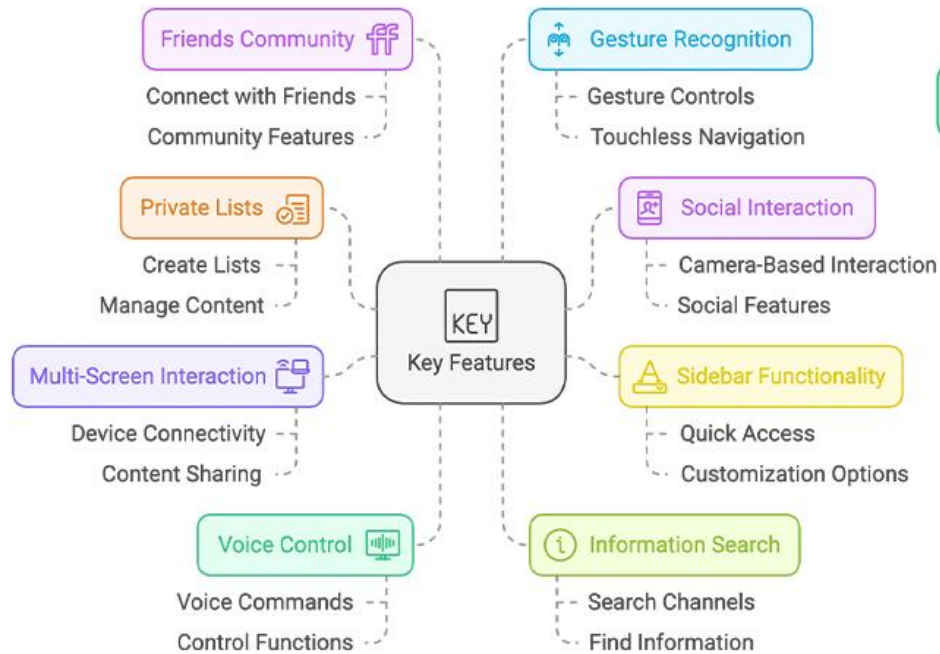 Friends Community
Connect with Friends
Community Features
Private Lists
Create Lists
Manage Content
Multi-Screen Interaction
Device Connectivity
Content Sharing
Voice Control
Voice Commands
Control Functions
KEY
Key Features
Gesture Recognition
Gesture Controls
Touchless Navigation
Social Interaction
Camera-Based Interaction
Social Features
Sidebar Functionality
Quick Access
Customization Options
Information Search
Search Channels
Find Information